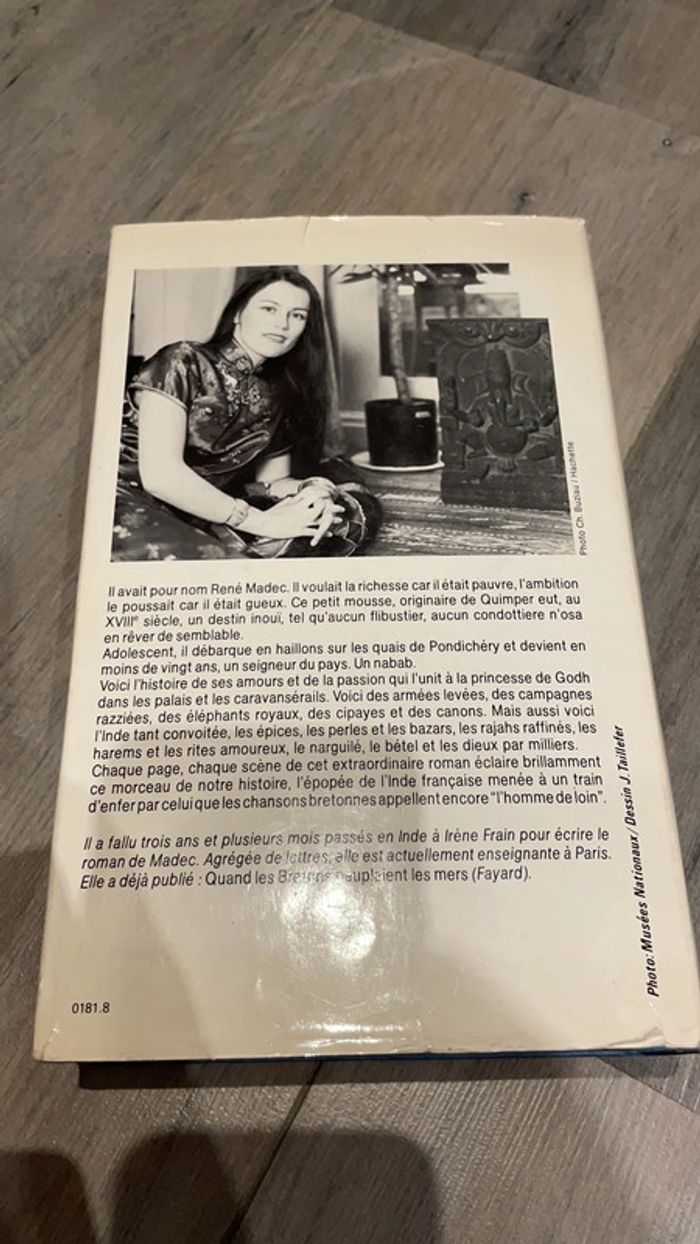 Photo Ch. Buziau / Hachette
Il avait pour nom René Madec. Il voulait la richesse car il était pauvre, l'ambition
le poussait car il était gueux. Ce petit mousse, originaire de Quimper eut, au
XVIIIe siècle, un destin inouï, tel qu'aucun flibustier, aucun condottiere n'osa
en rêver de semblable.
Adolescent, il débarque en haillons sur les quais de Pondichéry et devient en
moins de vingt ans, un seigneur du pays. Un nabab.
Voici l'histoire de ses amours et de la passion qui l'unit à la princesse de Godh
dans les palais et les caravansérails. Voici des armées levées, des campagnes
razziées, des éléphants royaux, des cipayes et des canons. Mais aussi voici
l'Inde tant convoitée, les épices, les perles et les bazars, les rajahs raffinés, les
harems et les rites amoureux, le narguilé, le bétel et les dieux par milliers.
Chaque page, chaque scène de cet extraordinaire roman éclaire brillamment
ce morceau de notre histoire, l'épopée de l'Inde française menée à un train
d'enfer par celui que les chansons bretonnes appellent encore "l'homme de loin".
Il a fallu trois ans et plusieurs mois passés en Inde à Irène Frain pour écrire le
roman de Madec. Agrégée de lettres, elle est actuellement enseignante à Paris.
Elle a déjà publié : Quand les Bretons peuplaient les mers (Fayard).
Photo: Musées Nationaux / Dessin J. Taillefer
0181.8